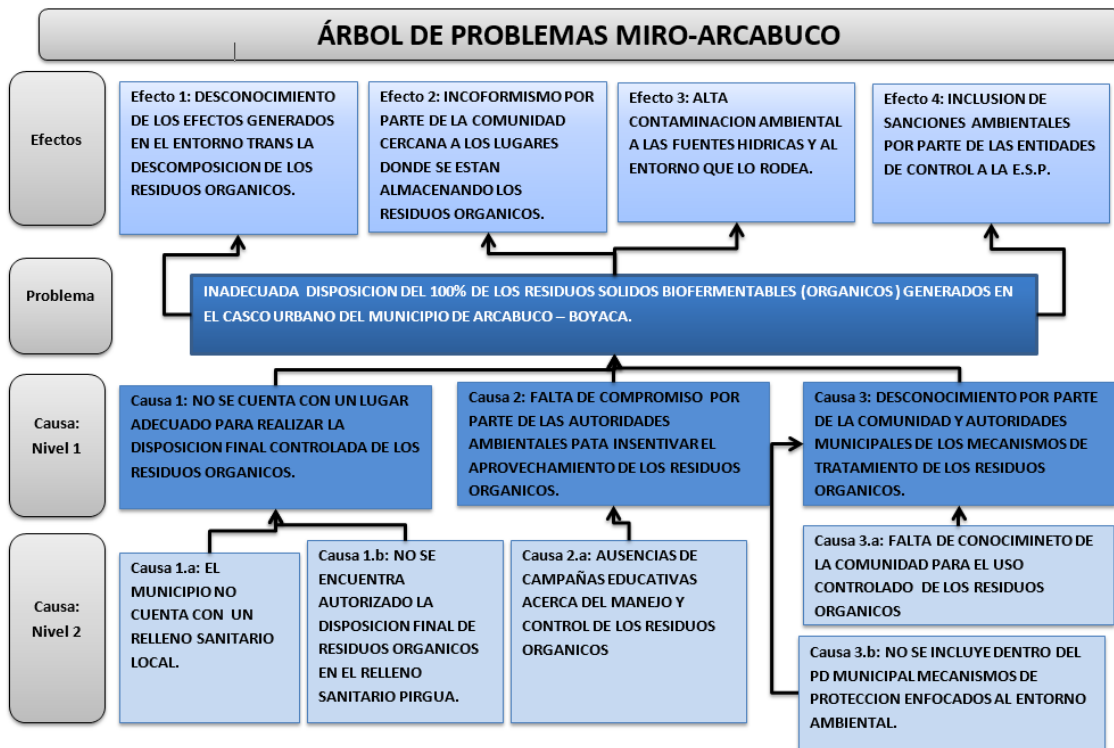 ÁRBOL DE PROBLEMAS MIRO-ARCABUCO
Efectos
Efecto 1: DESCONOCIMIENTO
DE LOS EFECTOS GENERADOS
EN EL ENTORNO TRANS LA
DESCOMPOSICION DE LOS
RESIDUOS ORGANICOS.
Efecto 2: INCOFORMISMO POR
PARTE DE LA COMUNIDAD
CERCANA A LOS LUGARES
DONDE SE ESTAN
ALMACENANDO LOS
RESIDUOS ORGANICOS.
Efecto 3: ALTA
CONTAMINACION AMBIENTAL
A LAS FUENTES HIDRICAS Y AL
ENTORNO QUE LO RODEA.
Efecto 4: INCLUSION DE
SANCIONES AMBIENTALES
POR PARTE DE LAS ENTIDADES
DE CONTROL A LA E.S.P.
Problema
INADECUADA DISPOSICION DEL 100% DE LOS RESIDUOS SOLIDOS BIOFERMENTABLES (ORGANICOS ) GENERADOS EN
EL CASCO URBANO DEL MUNICIPIO DE ARCABUCO – BOYACA.
Causa:
Nivel 1
Causa 1: NO SE CUENTA CON UN LUGAR
ADECUADO PARA REALIZAR LA
DISPOSICION FINAL CONTROLADA DE LOS
RESIDUOS ORGANICOS.
Causa 2: FALTA DE COMPROMISO POR
PARTE DE LAS AUTORIDADES
AMBIENTALES PATA INSENTIVAR EL
APROVECHAMIENTO DE LOS RESIDUOS
ORGANICOS.
Causa 3: DESCONOCIMIENTO POR PARTE
DE LA COMUNIDAD Y AUTORIDADES
MUNICIPALES DE LOS MECANISMOS DE
TRATAMIENTO DE LOS RESIDUOS
ORGANICOS.
Causa:
Nivel 2
Causa 1.a: EL
MUNICIPIO NO
CUENTA CON UN
RELLENO SANITARIO
LOCAL.
Causa 1.b: NO SE
ENCUENTRA
AUTORIZADO LA
DISPOSICION FINAL DE
RESIDUOS ORGANICOS
EN EL RELLENO
SANITARIO PIRGUA.
Causa 2.a: AUSENCIAS DE
CAMPAÑAS EDUCATIVAS
ACERCA DEL MANEJO Y
CONTROL DE LOS RESIDUOS
ORGANICOS
Causa 3.a: FALTA DE CONOCIMINETO DE
LA COMUNIDAD PARA EL USO
CONTROLADO DE LOS RESIDUOS
ORGANICOS
Causa 3.b: NO SE INCLUYE DENTRO DEL
PD MUNICIPAL MECANISMOS DE
PROTECCION ENFOCADOS AL ENTORNO
AMBIENTAL.